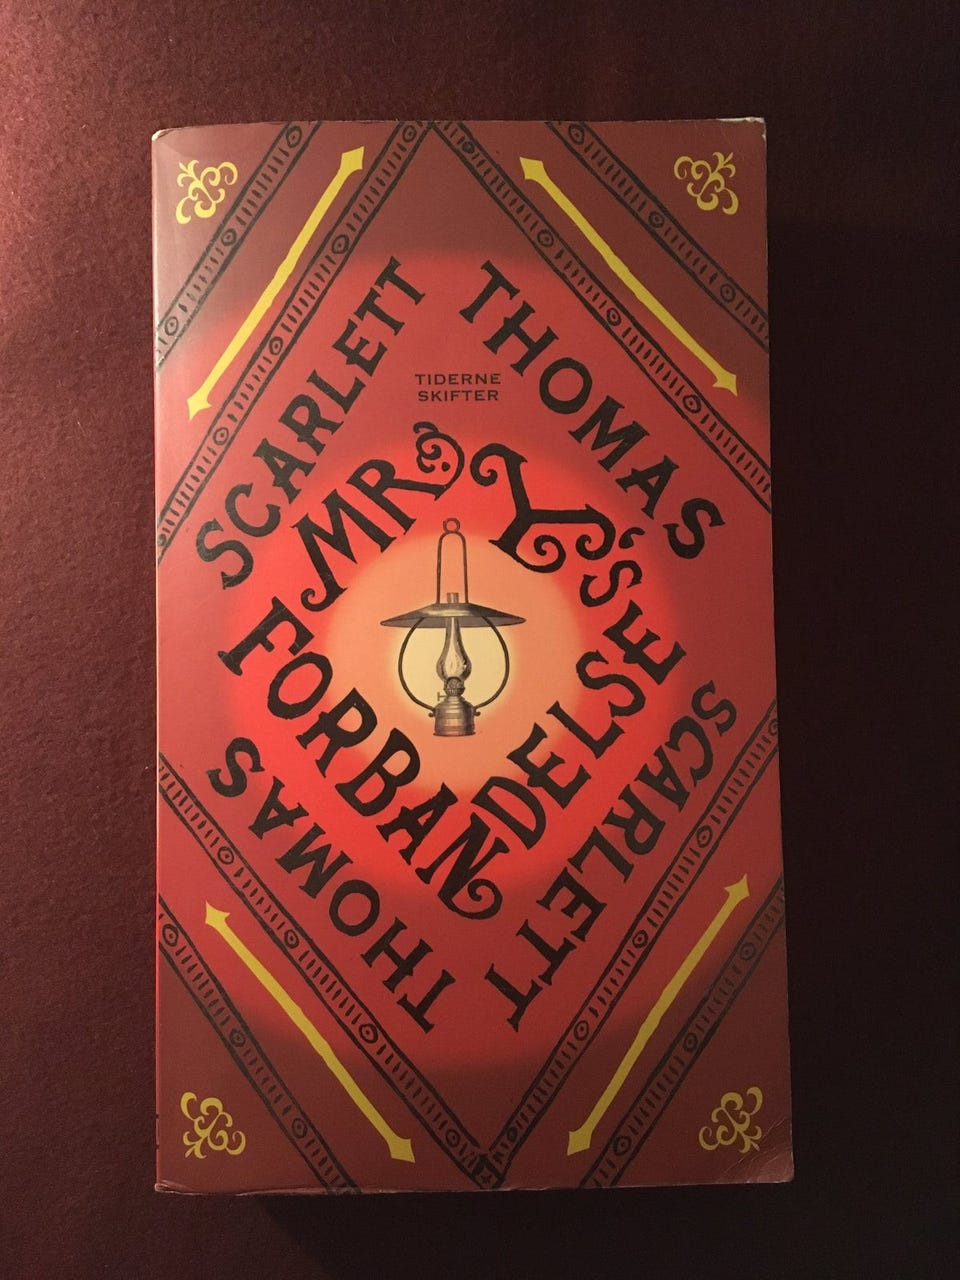 SCARLETT THOMAS
TIDERNE
SKIFTER
MR. Y'S
FORBANDELSE
SCARLETT THOMAS